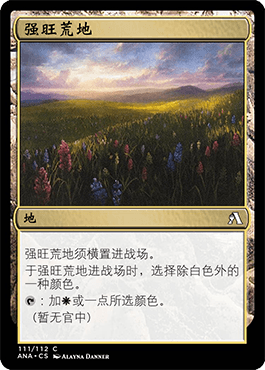 强旺荒地
地
强旺荒地须横置进战场。
于强旺荒地进战场时，选择除白色外的
一种颜色。
：加或一点所选颜色。
（暂无官中）
111/112 C
ANA • CS Alayna Danner